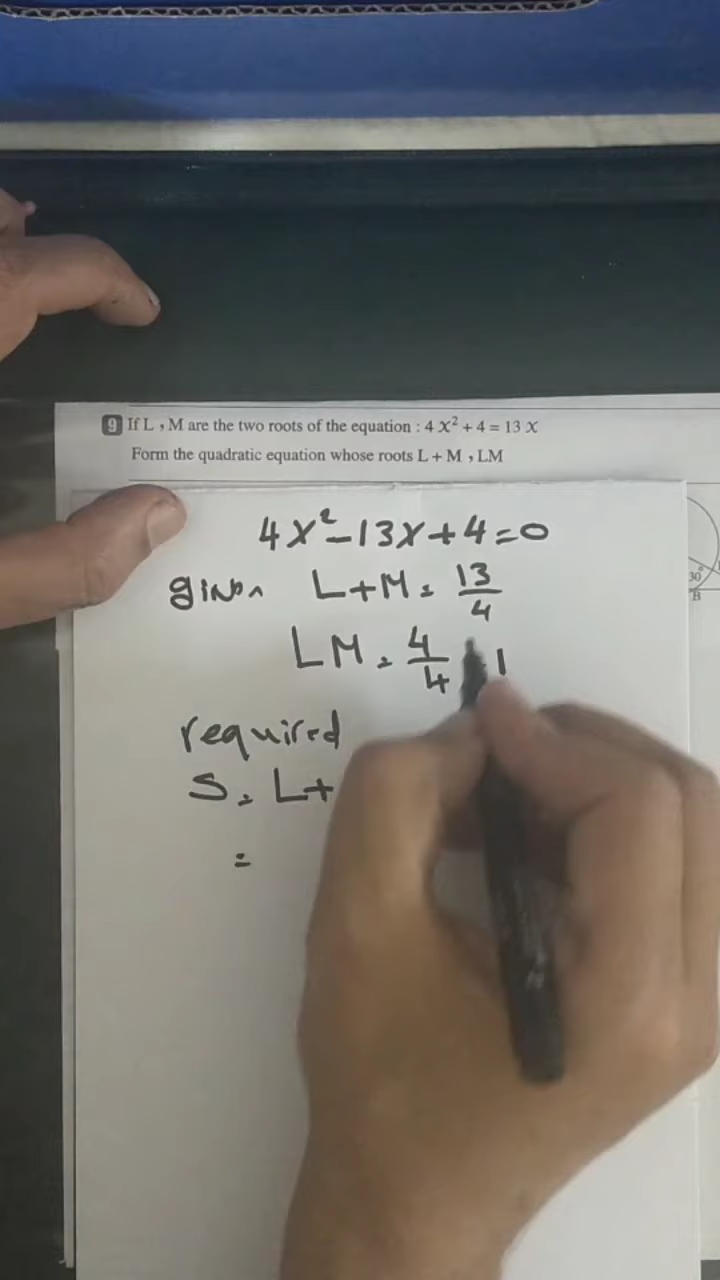 9 If L , M are the two roots of the equation : 4 X² + 4 = 13 X
Form the quadratic equation whose roots L + M , LM
4X²-13X+4=0
given L+M = 13/4
LM = 4/4 = 1
required
S = L+
=
30°
B